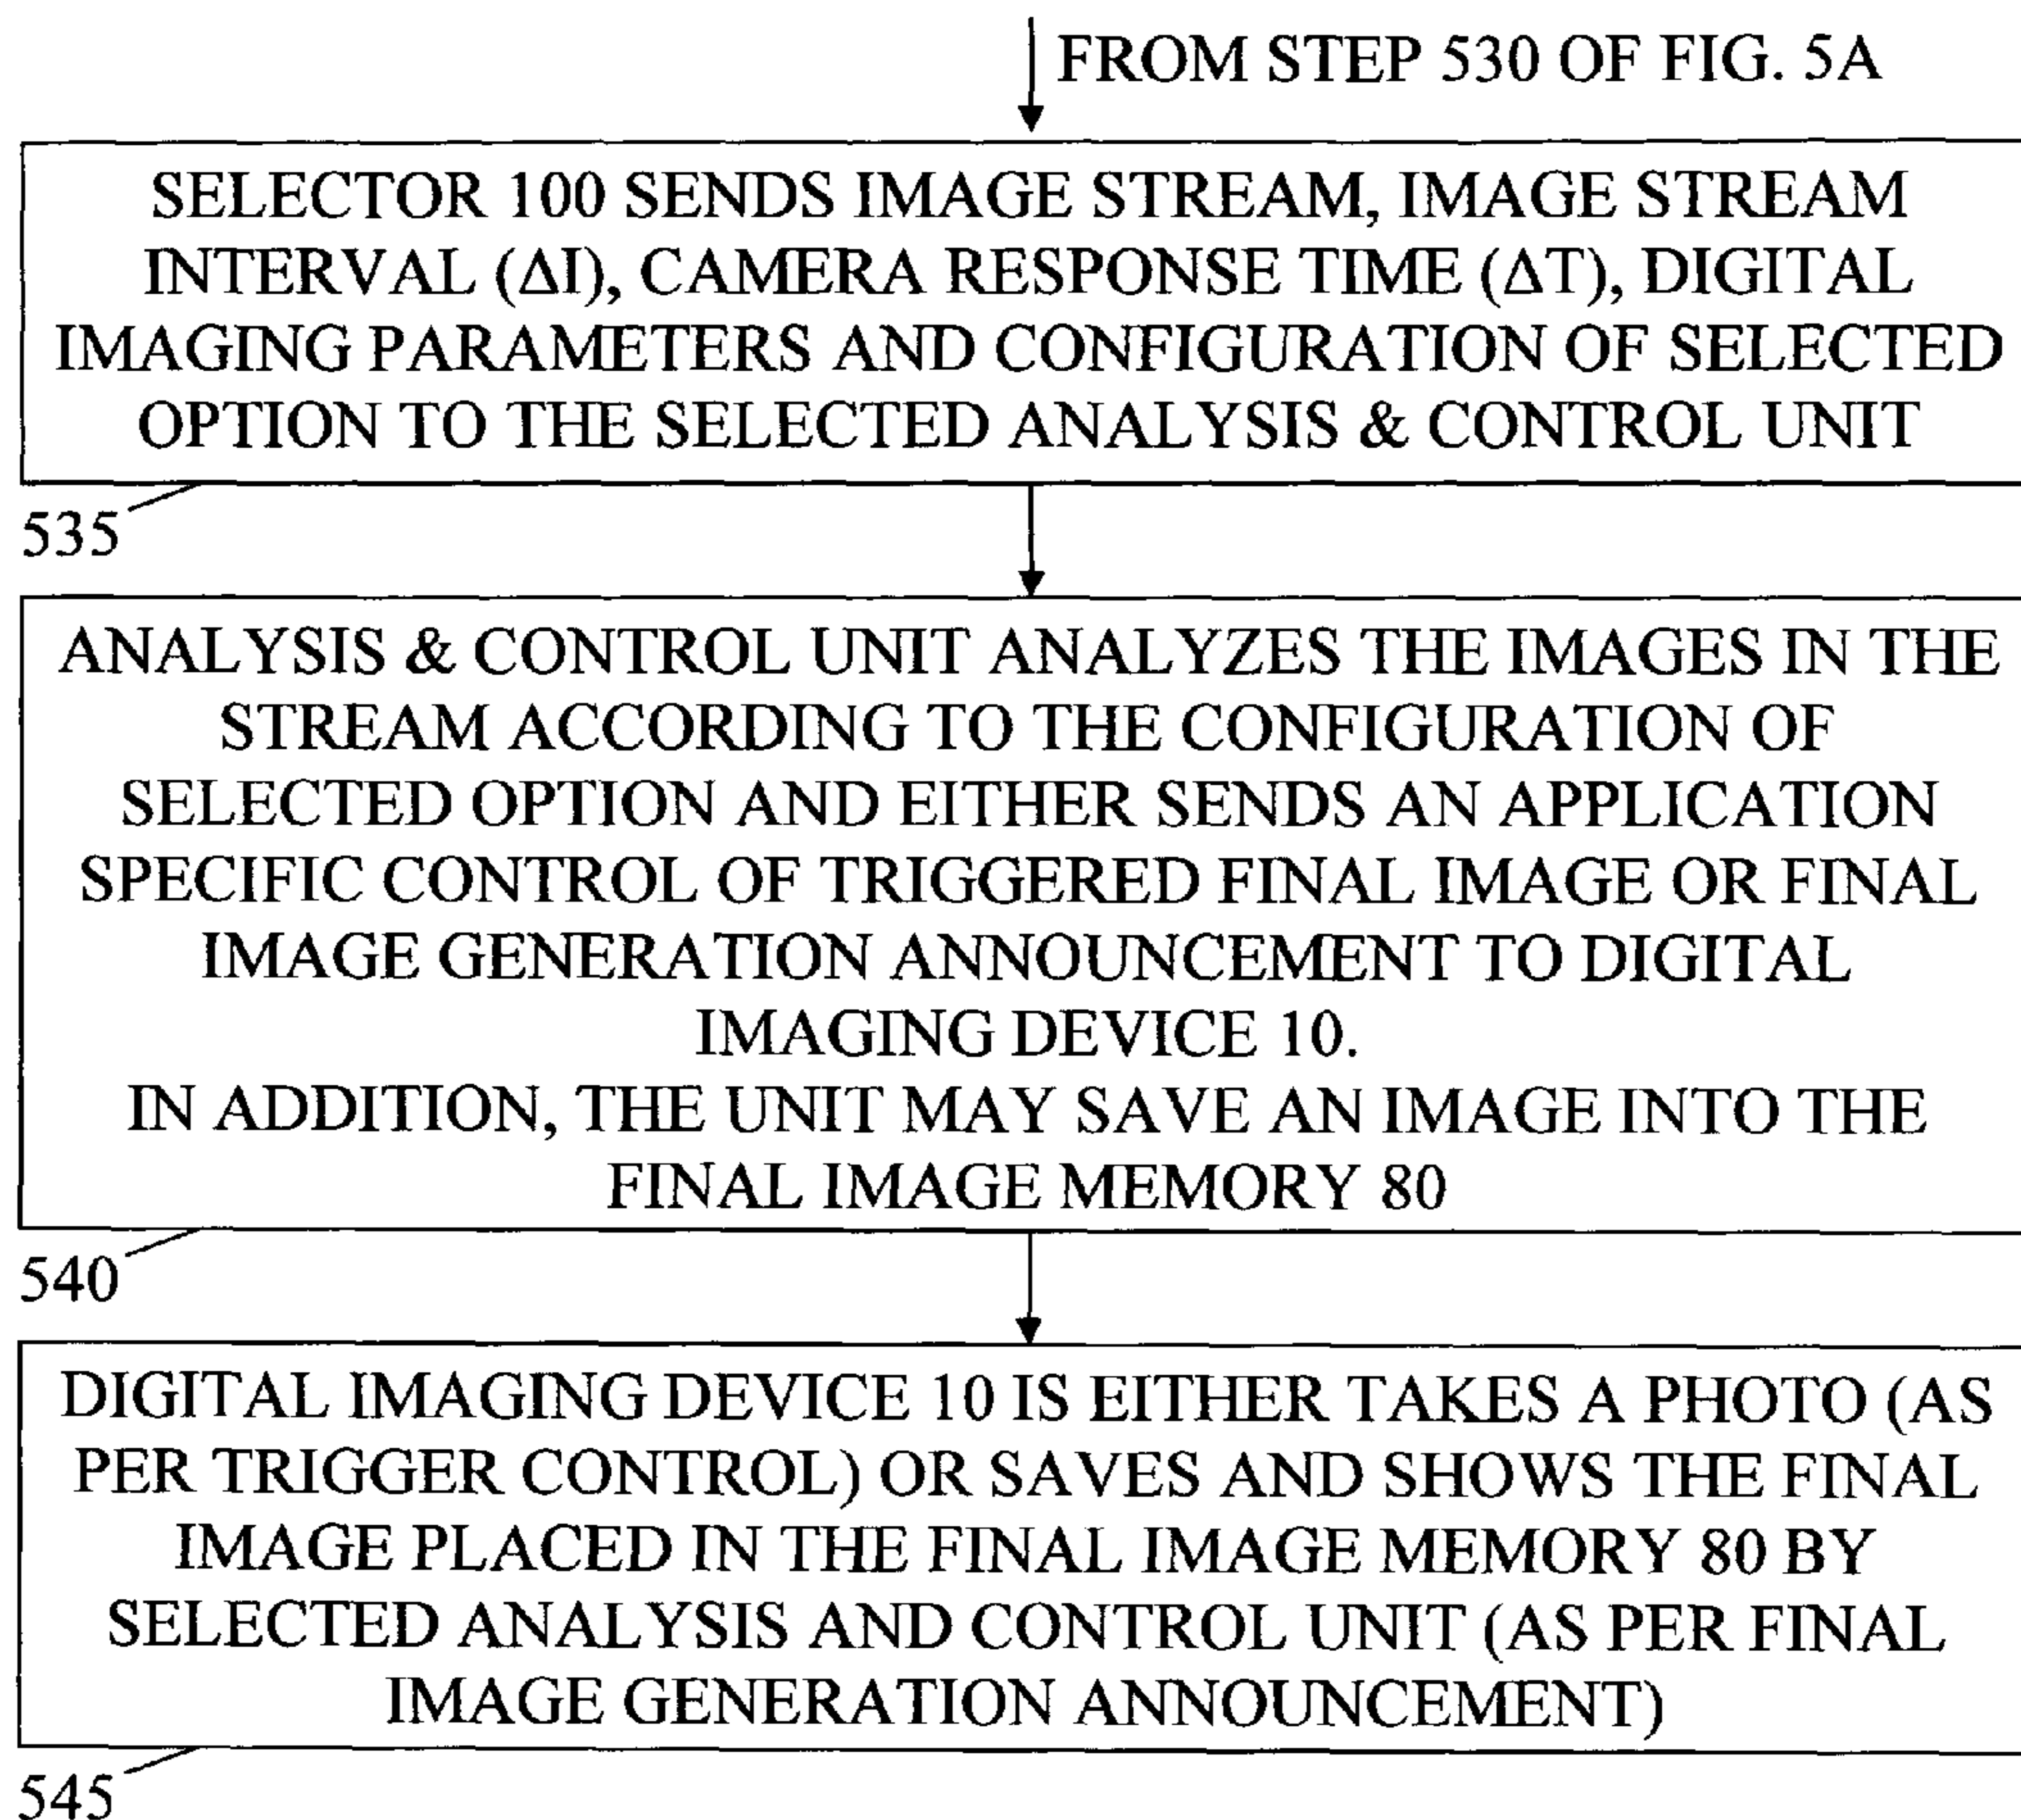 FROM STEP 530 OF FIG. 5A
SELECTOR 100 SENDS IMAGE STREAM, IMAGE STREAM
INTERVAL (ΔI), CAMERA RESPONSE TIME (ΔT), DIGITAL
IMAGING PARAMETERS AND CONFIGURATION OF SELECTED
OPTION TO THE SELECTED ANALYSIS & CONTROL UNIT
535
ANALYSIS & CONTROL UNIT ANALYZES THE IMAGES IN THE
STREAM ACCORDING TO THE CONFIGURATION OF
SELECTED OPTION AND EITHER SENDS AN APPLICATION
SPECIFIC CONTROL OF TRIGGERED FINAL IMAGE OR FINAL
IMAGE GENERATION ANNOUNCEMENT TO DIGITAL
IMAGING DEVICE 10.
IN ADDITION, THE UNIT MAY SAVE AN IMAGE INTO THE
FINAL IMAGE MEMORY 80
540
DIGITAL IMAGING DEVICE 10 IS EITHER TAKES A PHOTO (AS
PER TRIGGER CONTROL) OR SAVES AND SHOWS THE FINAL
IMAGE PLACED IN THE FINAL IMAGE MEMORY 80 BY
SELECTED ANALYSIS AND CONTROL UNIT (AS PER FINAL
IMAGE GENERATION ANNOUNCEMENT)
545